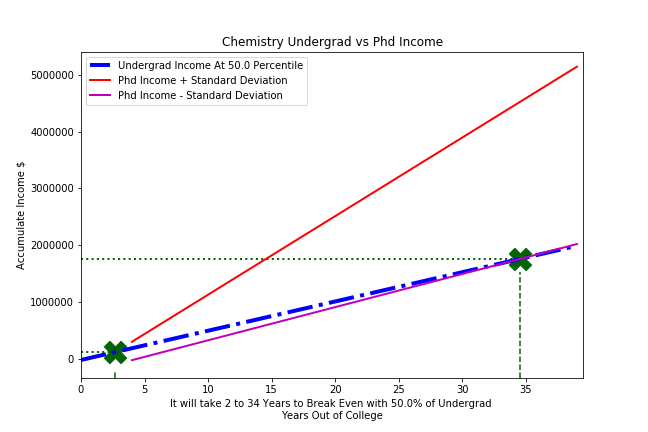 Chemistry Undergrad vs Phd Income
Undergrad Income At 50.0 Percentile
Phd Income + Standard Deviation
Phd Income - Standard Deviation
Accumulate Income $
5000000
4000000
3000000
2000000
1000000
0
0 5 10 15 20 25 30 35
It will take 2 to 34 Years to Break Even with 50.0% of Undergrad
Years Out of College